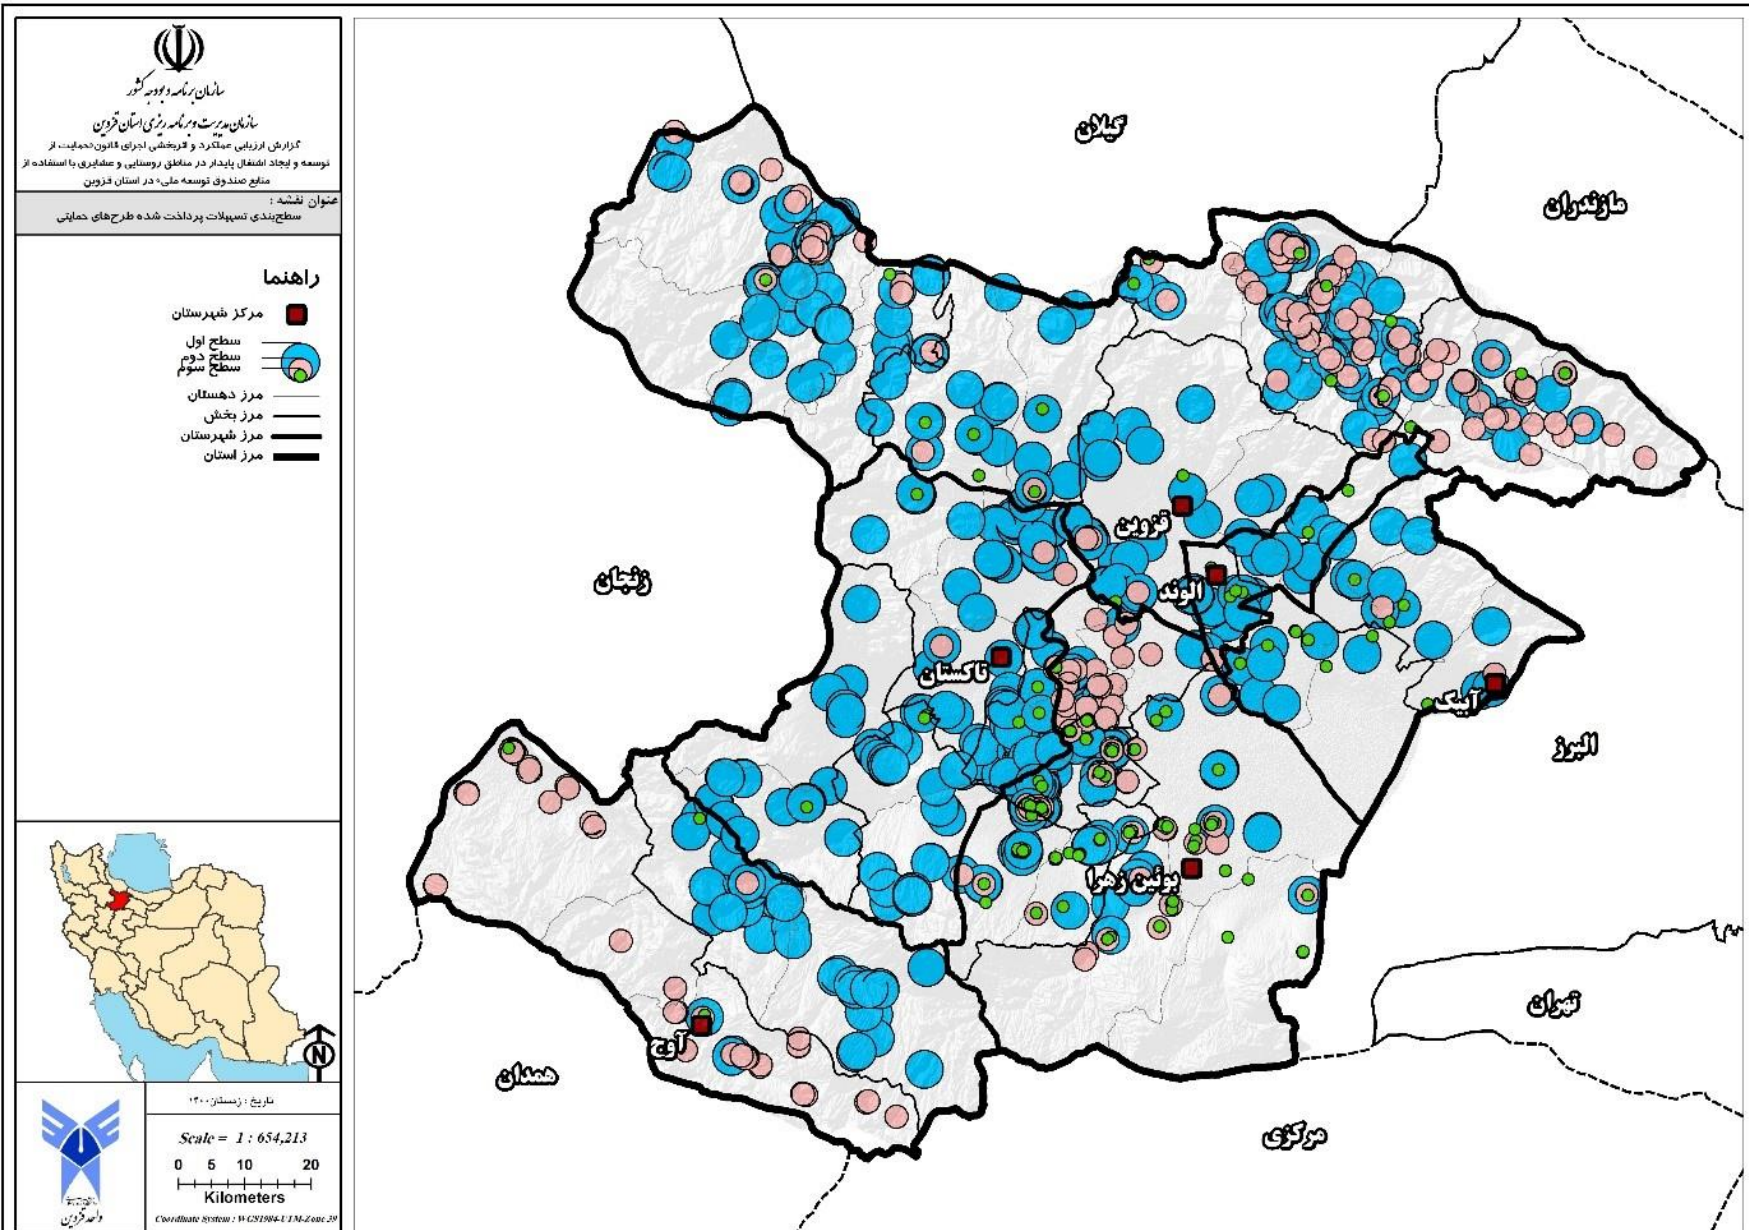 سازمان برنامه و بودجه کشور
سازمان مدیریت و برنامه ریزی استان قزوین
گزارش ارزیابی عملکرد و اثربخشی اجرای قانون«حمایت از
توسعه و ایجاد اشتغال پایدار در مناطق روستایی و عشایری با استفاده از
منابع صندوق توسعه ملی» در استان قزوین
عنوان نقشه :
سطح‌بندی تسهیلات پرداخت شده طرح‌های حمایتی
راهنما
مرکز شهرستان
سطح اول
سطح دوم
سطح سوم
مرز دهستان
مرز بخش
مرز شهرستان
مرز استان
N
تاریخ : زمستان ۱۴۰۰
Scale = 1 : 654,213
0 5 10 20
Kilometers
Coordinate System : WGS1984-UTM-Zone 39
واحد قزوین
گیلان
مازندران
زنجان
قزوین
الوند
تاکستان
آبیک
البرز
بوئین زهرا
آوج
تهران
همدان
مرکزی